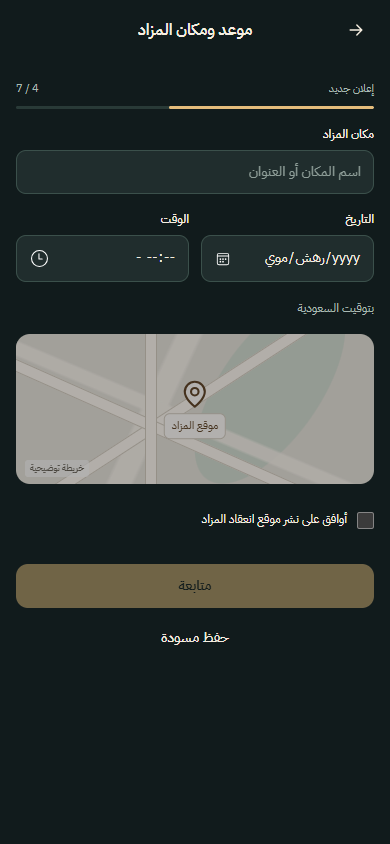 موعد ومكان المزاد
إعلان جديد
4 / 7
مكان المزاد
اسم المكان أو العنوان
التاريخ
الوقت
yyyy/رهش/موي
--:-- -
بتوقيت السعودية
موقع المزاد
خريطة توضيحية
أوافق على نشر موقع انعقاد المزاد
متابعة
حفظ مسودة